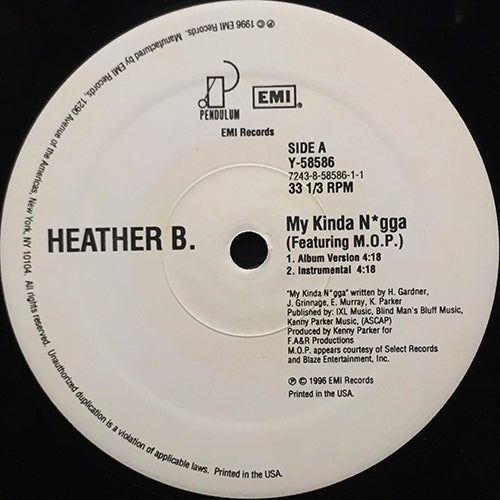 PENDULUM
EMI
EMI Records
SIDE A
Y-58586
7243-8-58586-1-1
33 1/3 RPM
HEATHER B.
My Kinda N*gga
(Featuring M.O.P.)
1. Album Version 4:18
2. Instrumental 4:18
"My Kinda N*gga" written by H. Gardner,
J. Grinnage, E. Murray, K. Parker
Published by: IXL Music, Blind Man's Bluff Music,
Kenny Parker Music, (ASCAP)
Produced by Kenny Parker for
F.A&R Productions
M.O.P. appears courtesy of Select Records
and Blaze Entertainment, Inc.
℗ © 1996 EMI Records
Printed in the USA.
℗ © 1996 EMI Records. Manufactured by EMI Records, 1290 Avenue of the Americas, New York, NY 10104. All rights reserved. Unauthorized duplication is a violation of applicable laws. Printed in the USA.